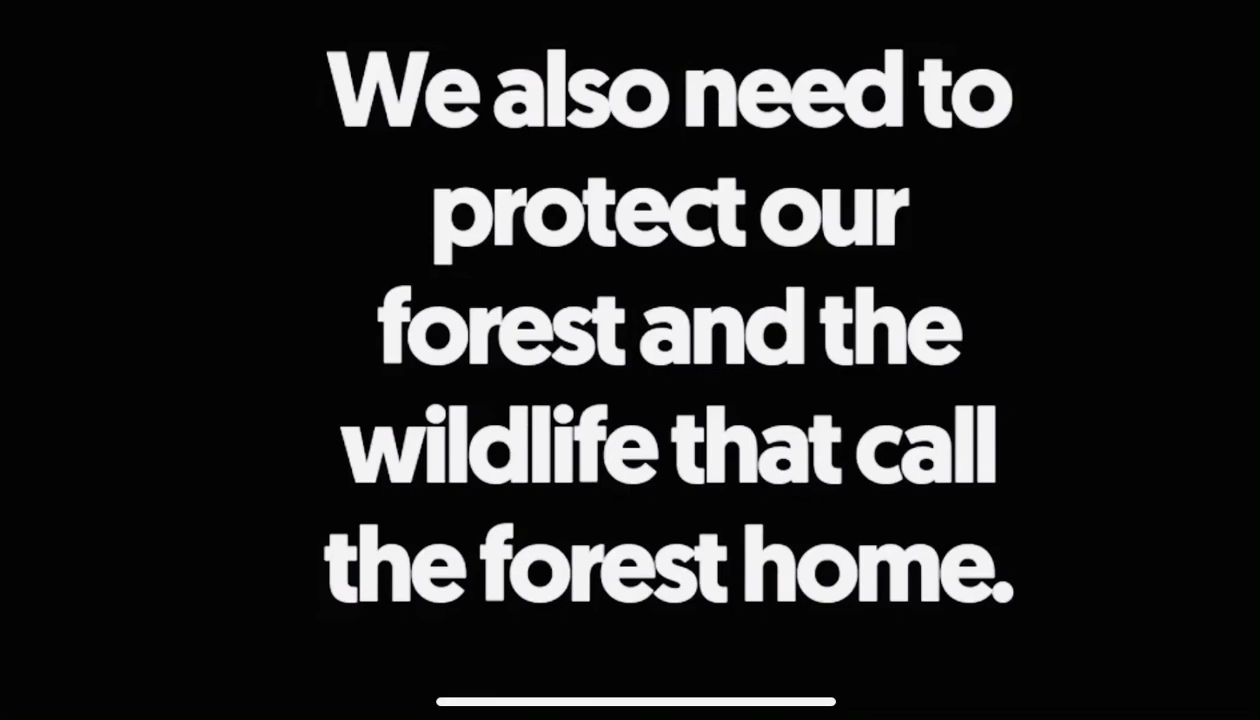 We also need to
protect our
forest and the
wildlife that call
the forest home.